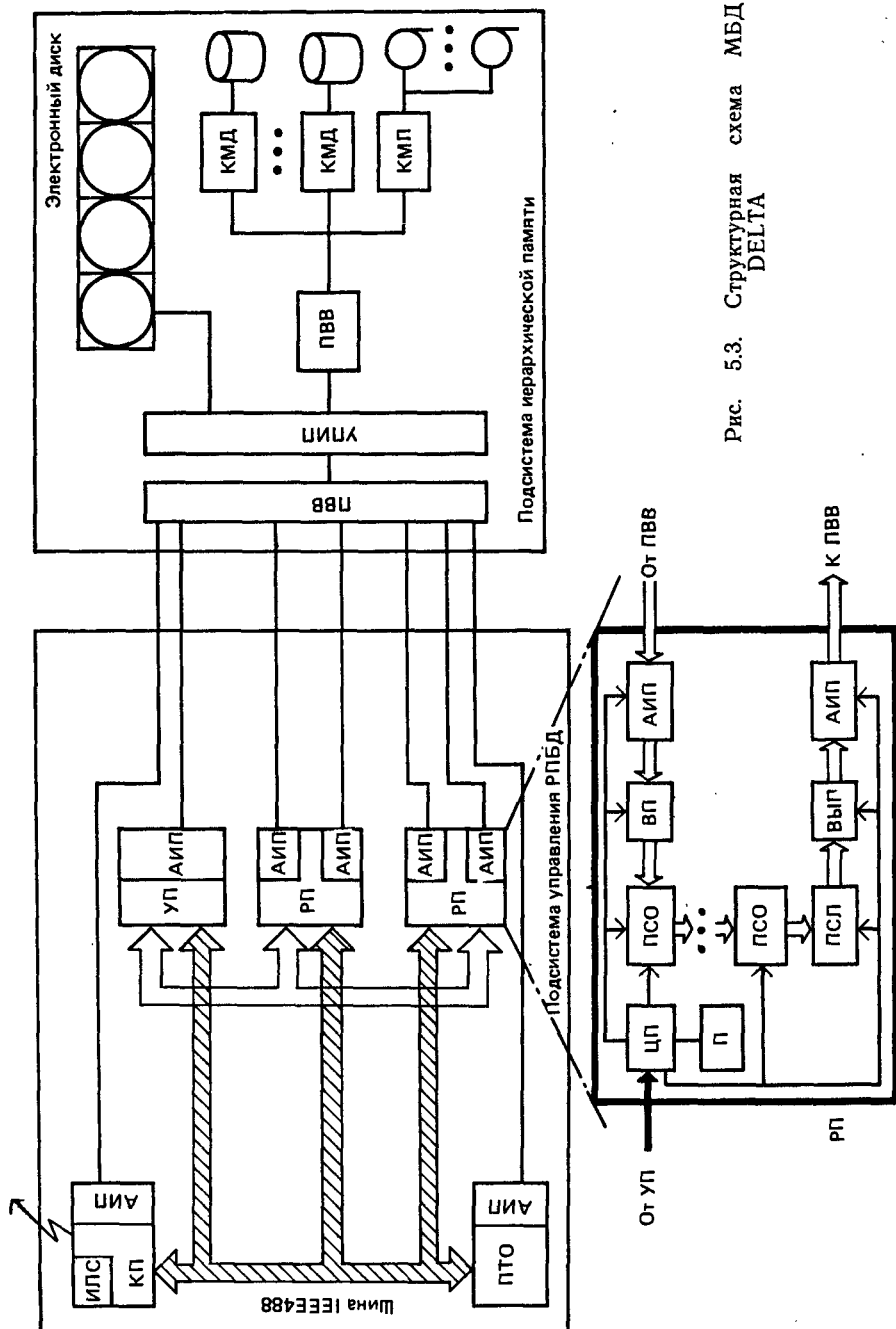 Электронный диск
КМД
КМД
КМП
ПВВ
УПИП
ПВВ
Подсистема иерархической памяти
ИЛС
КП
АИП
УП
АИП
РП
АИП
АИП
РП
АИП
АИП
ПТО
АИП
Шина IEEE488
Подсистема управления РПБД
От ПВВ
АИП
ВП
ПСО
ПСО
ПСЛ
ВЫП
АИП
К ПВВ
ЦП
П
От УП
РП
Рис. 5.3. Структурная схема МБД
DELTA